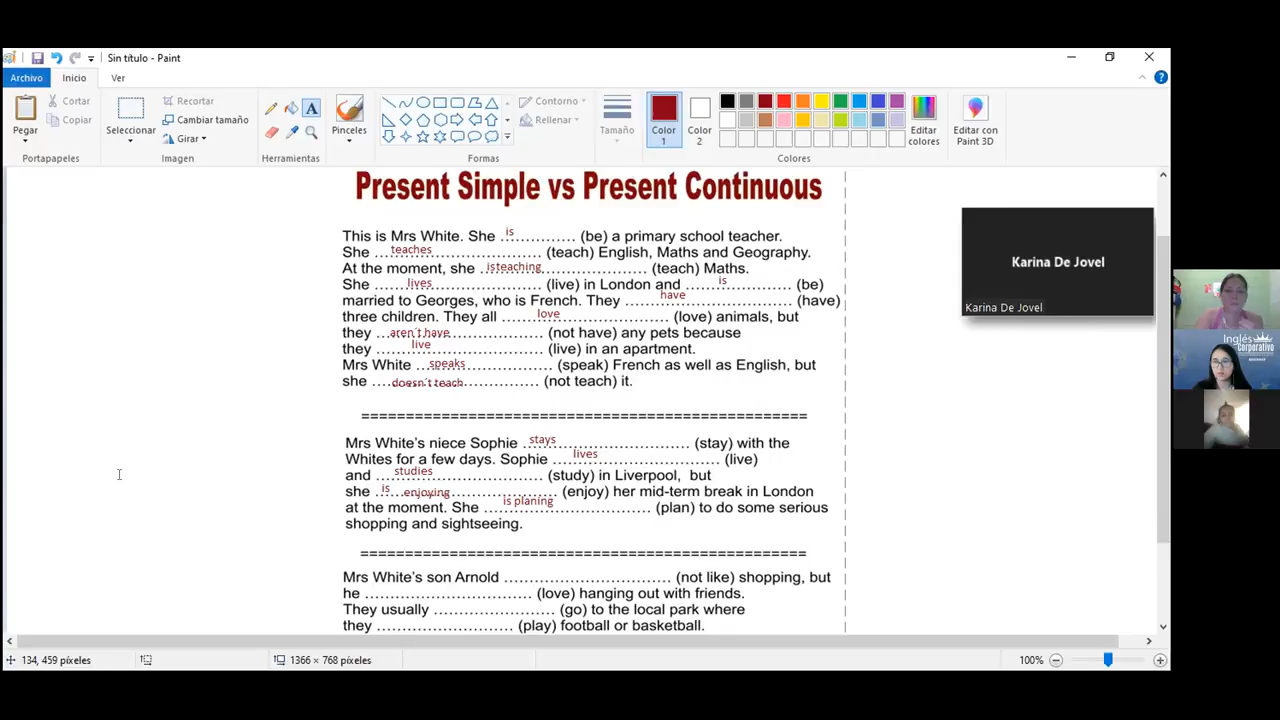 Sin título - Paint
Archivo Inicio Ver
Pegar
Cortar
Copiar
Portapapeles
Seleccionar
Recortar
Cambiar tamaño
Girar
Imagen
A
Herramientas
Pinceles
Contorno
Rellenar
Formas
Tamaño
Color 1
Color 2
Editar colores
Colores
Editar con Paint 3D
Present Simple vs Present Continuous
This is Mrs White. She is (be) a primary school teacher.
She teaches (teach) English, Maths and Geography.
At the moment, she isteaching (teach) Maths.
She lives (live) in London and is (be)
married to Georges, who is French. They have (have)
three children. They all love (love) animals, but
they aren´t have (not have) any pets because
they live (live) in an apartment.
Mrs White speaks (speak) French as well as English, but
she doesn´t teach (not teach) it.
Mrs White's niece Sophie stays (stay) with the
Whites for a few days. Sophie lives (live)
and studies (study) in Liverpool, but
she is enjoying (enjoy) her mid-term break in London
at the moment. She is planing (plan) to do some serious
shopping and sightseeing.
Mrs White's son Arnold (not like) shopping, but
he (love) hanging out with friends.
They usually (go) to the local park where
they (play) football or basketball.
Karina De Jovel
Karina De Jovel
Inglés
Corporativo
134, 459 píxeles
1366 × 768 píxeles
100%